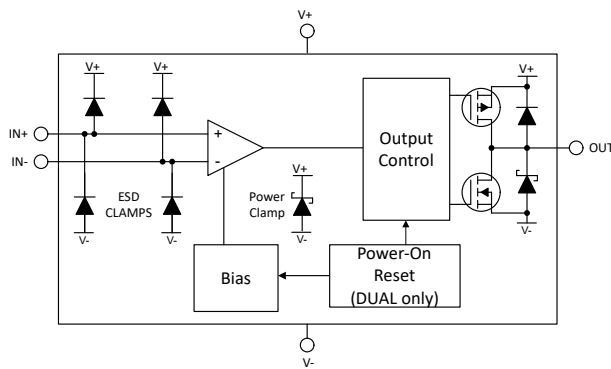 V+
V+
V+
V+
IN+
IN-
+
-
ESD
CLAMPS
V-
V-
V+
Power
Clamp
Output
Control
OUT
V-
Bias
Power-On
Reset
(DUAL only)
V-